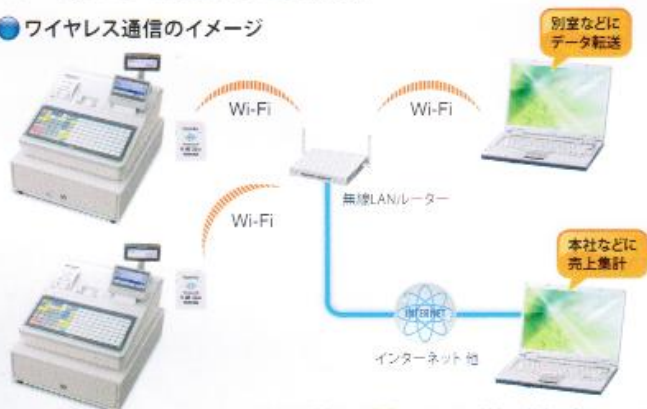 ワイヤレス通信のイメージ
別室などに
データ転送
Wi-Fi
Wi-Fi
無線LAN/ルーター
Wi-Fi
本社などに
売上集計
INTERNET
インターネット 他